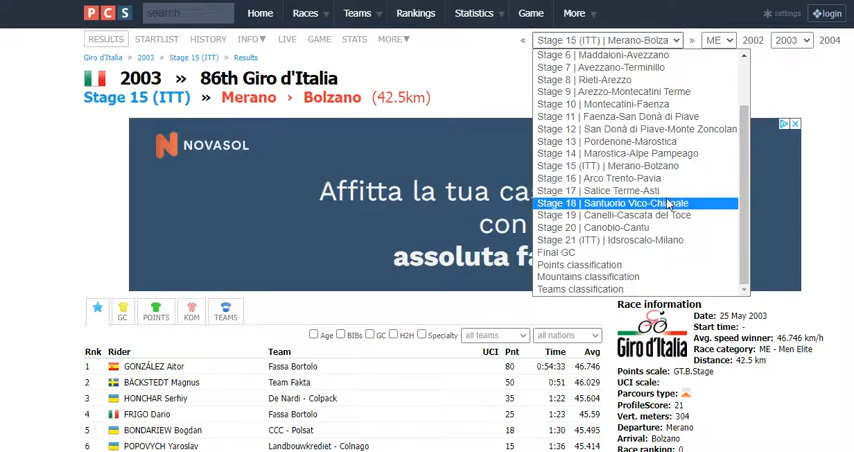 PCS search Home Races Teams Rankings Statistics Game More settings login
RESULTS STARTLIST HISTORY INFO LIVE GAME STATS MORE « Stage 15 (ITT) | Merano-Bolza » ME 2002 2003 2004
Giro d'Italia » 2003 » Stage 15 (ITT) » Results
2003 » 86th Giro d'Italia
Stage 15 (ITT) » Merano › Bolzano (42.5km)
Stage 6 | Maddaloni-Avezzano
Stage 7 | Avezzano-Terminillo
Stage 8 | Rieti-Arezzo
Stage 9 | Arezzo-Montecatini Terme
Stage 10 | Montecatini-Faenza
Stage 11 | Faenza-San Donà di Piave
Stage 12 | San Donà di Piave-Monte Zoncolan
Stage 13 | Pordenone-Marostica
Stage 14 | Marostica-Alpe Pampeago
Stage 15 (ITT) | Merano-Bolzano
Stage 16 | Arco Trento-Pavia
Stage 17 | Salice Terme-Asti
Stage 18 | Santuorio Vico-Chianale
Stage 19 | Canelli-Cascata del Toce
Stage 20 | Canobio-Cantu
Stage 21 (ITT) | Idsroscalo-Milano
Final GC
Points classification
Mountains classification
Teams classification
NOVASOL
Affitta la tua ca
con
assoluta f
GC POINTS KOM TEAMS
Age BIBs GC H2H Specialty all teams all nations
Rnk Rider Team UCI Pnt Time Avg
1 GONZÁLEZ Aitor Fassa Bortolo 80 0:54:33 46.746
2 BÄCKSTEDT Magnus Team Fakta 50 0:51 46.029
3 HONCHAR Serhiy De Nardi - Colpack 35 1:22 45.604
4 FRIGO Dario Fassa Bortolo 25 1:23 45.59
5 BONDARIEW Bogdan CCC - Polsat 18 1:30 45.495
6 POPOVYCH Yaroslav Landbouwkrediet - Colnago 15 1:36 45.414
Race information
Giro d'Italia
Date: 25 May 2003
Start time: -
Avg. speed winner: 46.746 km/h
Race category: ME - Men Elite
Distance: 42.5 km
Points scale: GT.B.Stage
UCI scale:
Parcours type:
ProfileScore: 21
Vert. meters: 304
Departure: Merano
Arrival: Bolzano
Race ranking: 0